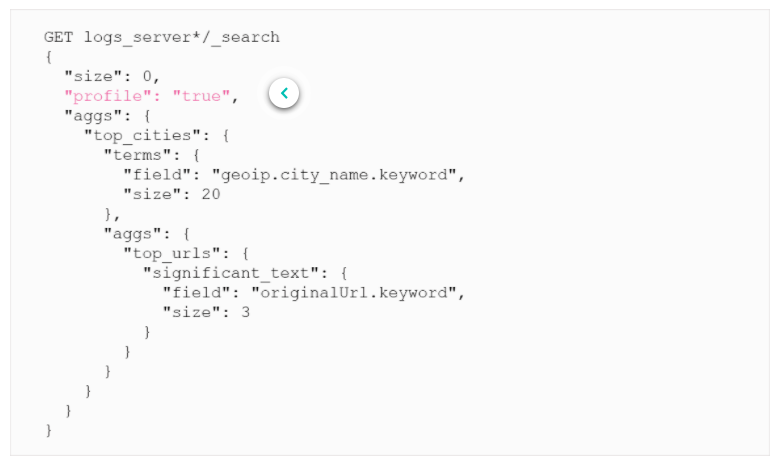 GET logs_server*/_search
{
  "size": 0,
  "profile": "true",
  "aggs": {
    "top_cities": {
      "terms": {
        "field": "geoip.city_name.keyword",
        "size": 20
      },
      "aggs": {
        "top_urls": {
          "significant_text": {
            "field": "originalUrl.keyword",
            "size": 3
          }
        }
      }
    }
  }
}